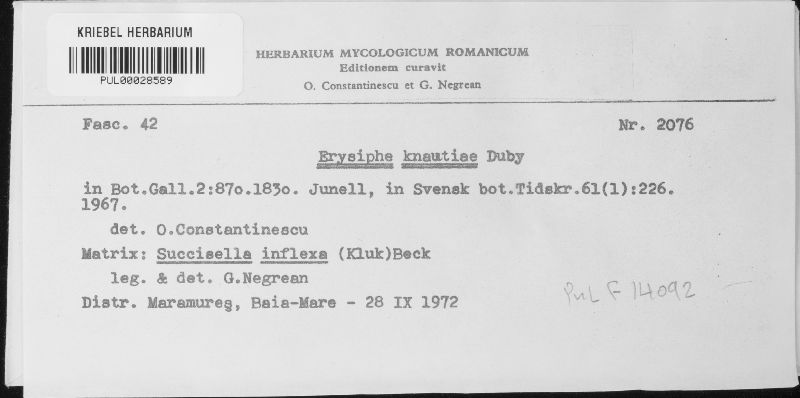 KRIEBEL HERBARIUM
PUL00028589
HERBARIUM MYCOLOGICUM ROMANICUM
Editionem curavit
O. Constantinescu et G. Negrean
Fasc. 42 Nr. 2076
Erysiphe knautiae Duby
in Bot.Gall.2:87o.183o. Junell, in Svensk bot.Tidskr.61(1):226.
1967.
det. O.Constantinescu
Matrix: Succisella inflexa (Kluk)Beck
leg. & det. G.Negrean
Distr. Maramureş, Baia-Mare - 28 IX 1972
PUL F 14092